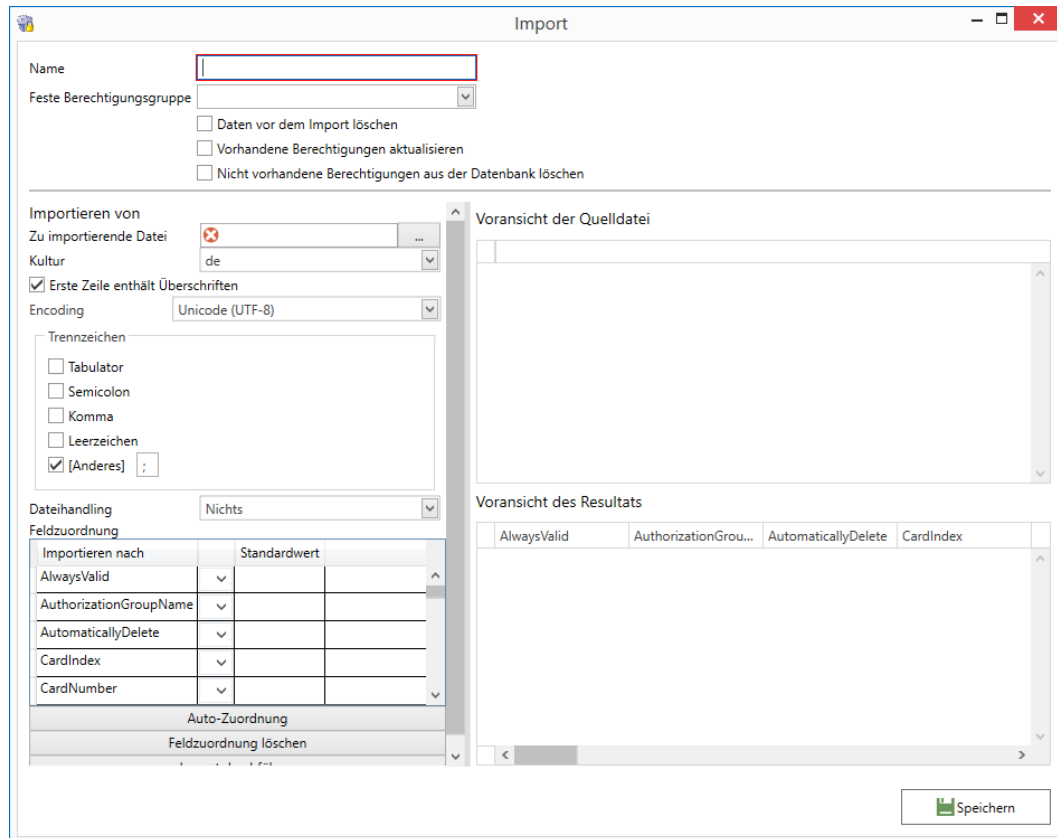 Import
Name
Feste Berechtigungsgruppe
Daten vor dem Import löschen
Vorhandene Berechtigungen aktualisieren
Nicht vorhandene Berechtigungen aus der Datenbank löschen
Importieren von
Zu importierende Datei
...
Kultur
de
Erste Zeile enthält Überschriften
Encoding
Unicode (UTF-8)
Trennzeichen
Tabulator
Semicolon
Komma
Leerzeichen
[Anderes] ;
Dateihandling
Nichts
Feldzuordnung
Importieren nach Standardwert
AlwaysValid
AuthorizationGroupName
AutomaticallyDelete
CardIndex
CardNumber
Auto-Zuordnung
Feldzuordnung löschen
Voransicht der Quelldatei
Voransicht des Resultats
AlwaysValid AuthorizationGrou... AutomaticallyDelete CardIndex
Speichern